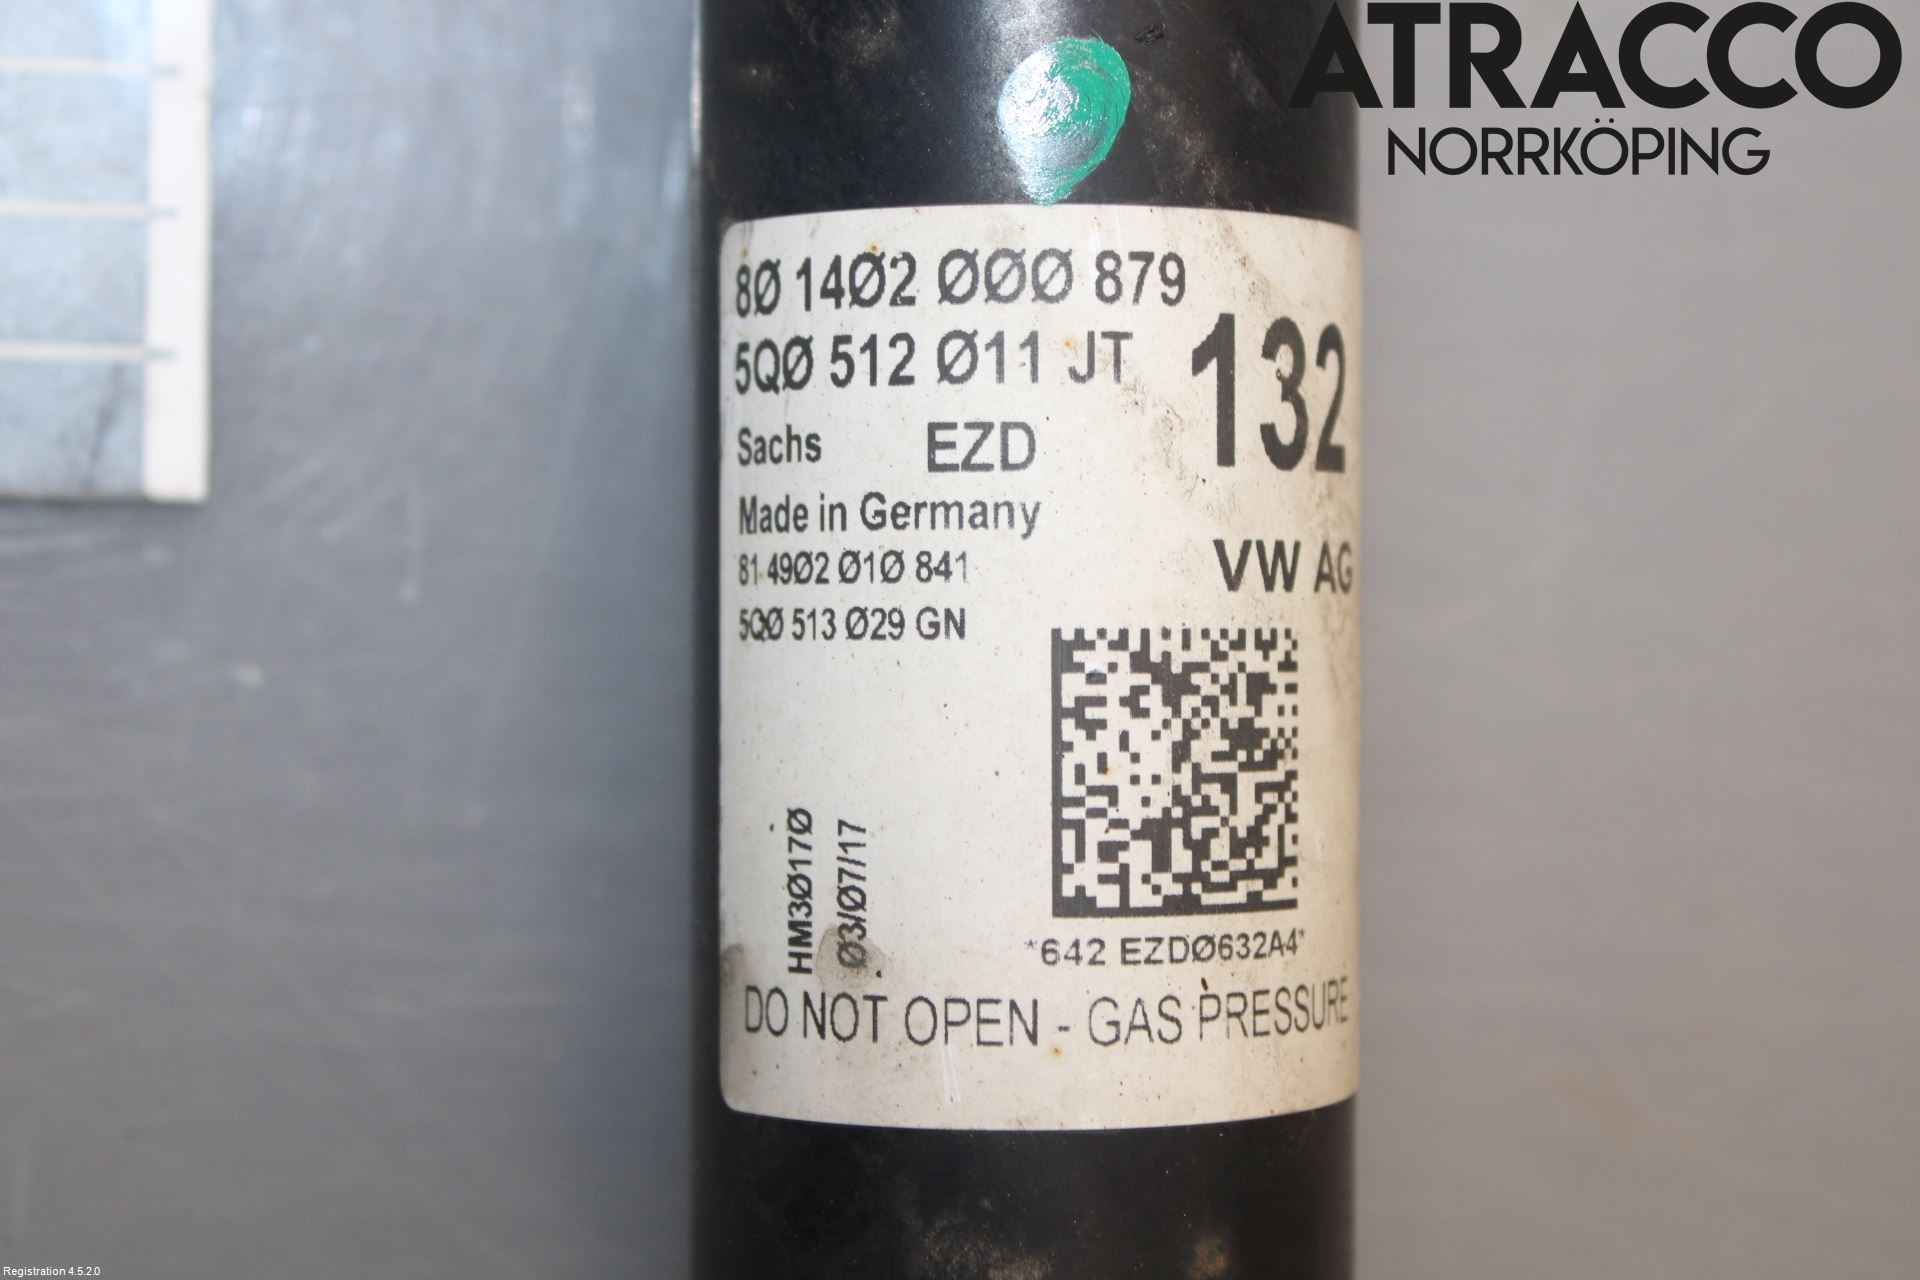 ATRACCO
NORRKÖPING
8Ø 14Ø2 ØØØ 879
5QØ 512 Ø11 JT
132
Sachs EZD
Made in Germany
81 49Ø2 Ø1Ø 841
VW AG
5QØ 513 Ø29 GN
HM3Ø17Ø
Ø3/Ø7/17
*642 EZDØ632A4*
DO NOT OPEN - GAS PRESSURE
Registration 4.5.2.0